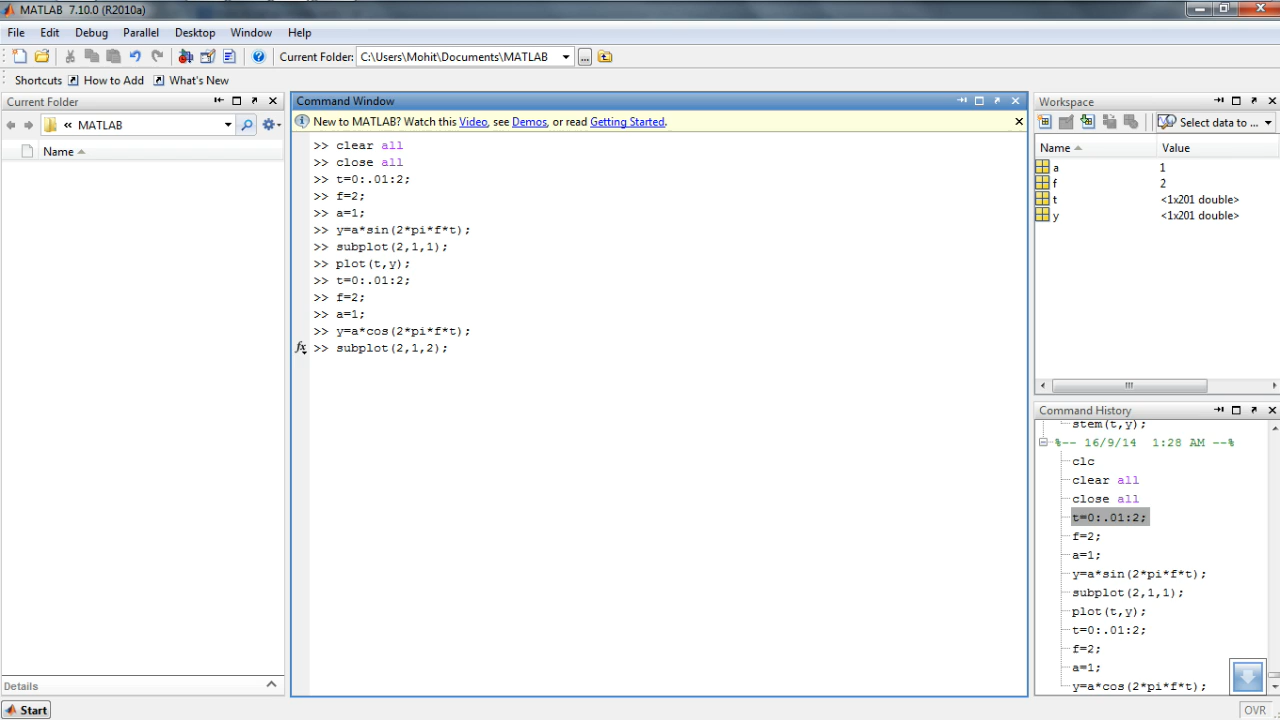 MATLAB 7.10.0 (R2010a)
File Edit Debug Parallel Desktop Window Help
Current Folder: C:\Users\Mohit\Documents\MATLAB ...
Shortcuts How to Add What's New
Current Folder
« MATLAB
Name
Details
Start
Command Window
New to MATLAB? Watch this Video, see Demos, or read Getting Started.
>> clear all
>> close all
>> t=0:.01:2;
>> f=2;
>> a=1;
>> y=a*sin(2*pi*f*t);
>> subplot(2,1,1);
>> plot(t,y);
>> t=0:.01:2;
>> f=2;
>> a=1;
>> y=a*cos(2*pi*f*t);
fx >> subplot(2,1,2);
Workspace
Select data to ...
Name Value
a 1
f 2
t <1x201 double>
y <1x201 double>
Command History
stem(t,y);
%-- 16/9/14 1:28 AM --%
clc
clear all
close all
t=0:.01:2;
f=2;
a=1;
y=a*sin(2*pi*f*t);
subplot(2,1,1);
plot(t,y);
t=0:.01:2;
f=2;
a=1;
y=a*cos(2*pi*f*t);
OVR